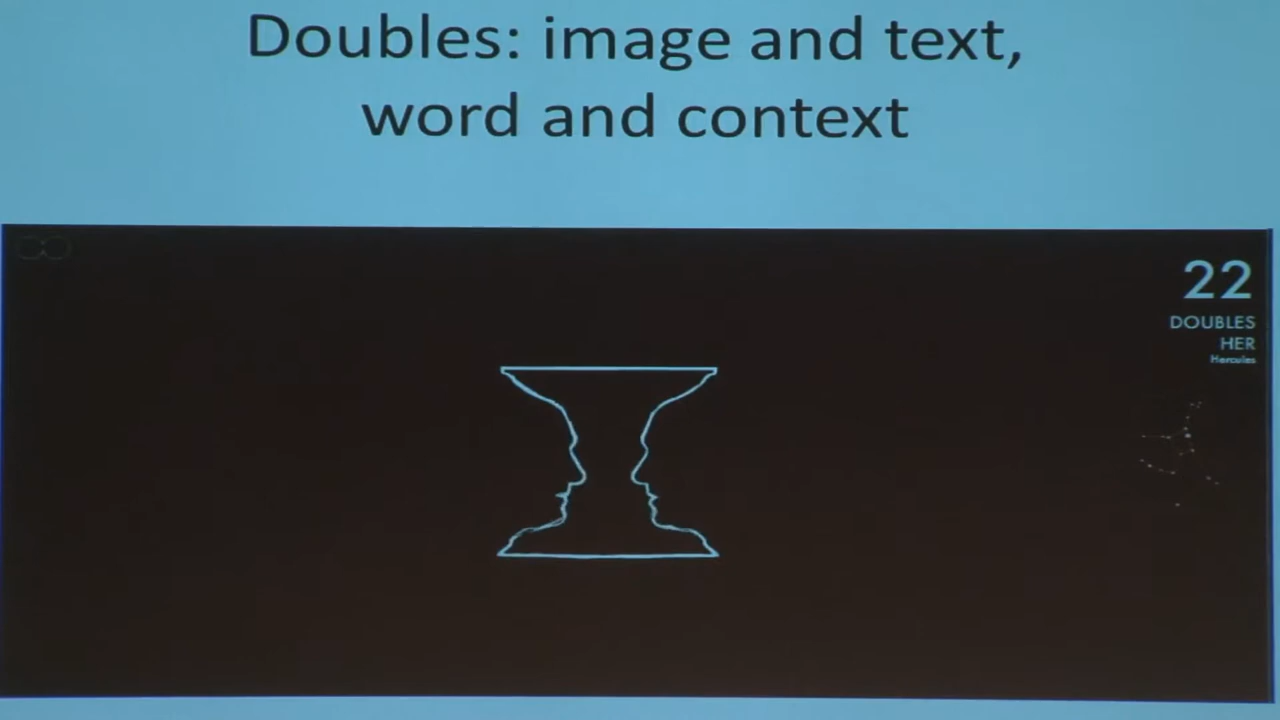 Doubles: image and text,
word and context
22
DOUBLES
HER
Hercules